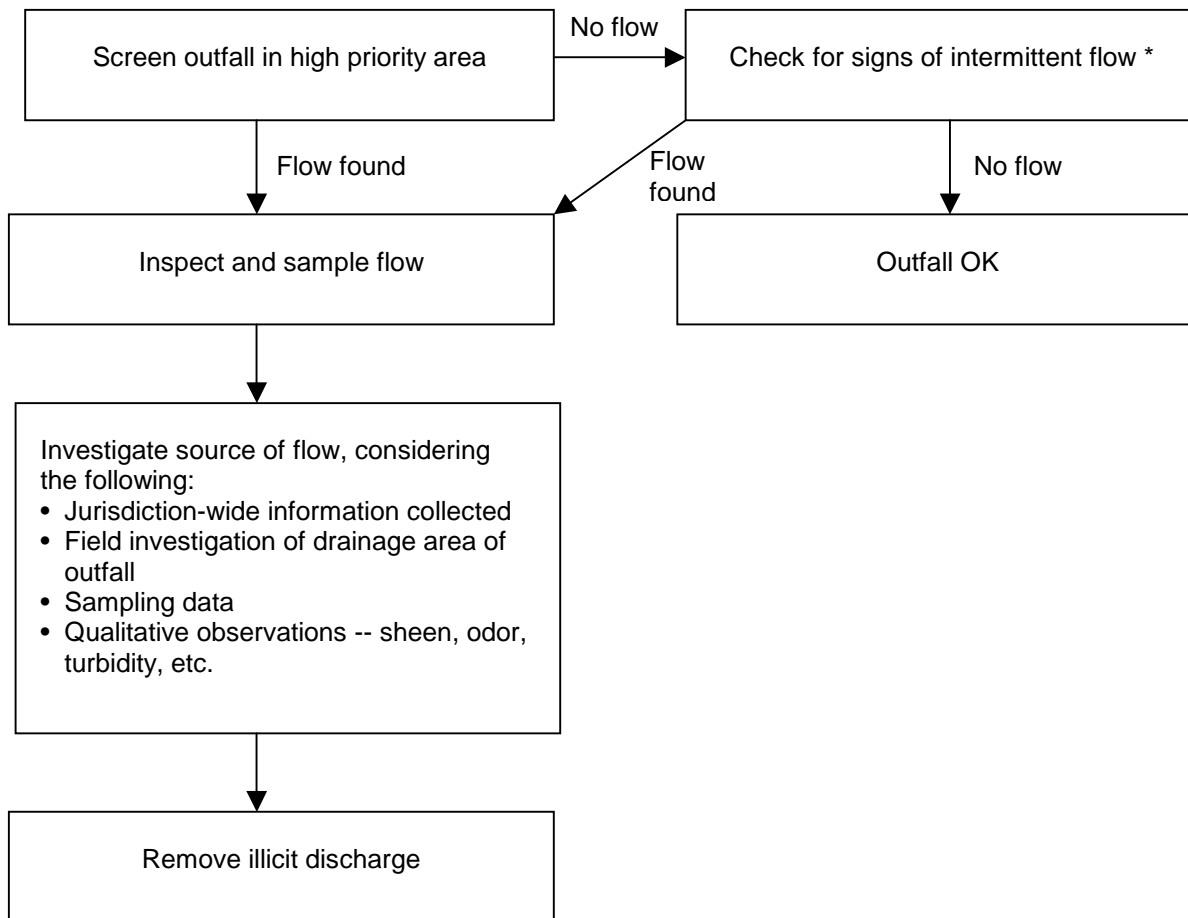 Screen outfall in high priority area
No flow
Check for signs of intermittent flow *
Flow found
Flow
found
No flow
Inspect and sample flow
Outfall OK
Investigate source of flow, considering
the following:
• Jurisdiction-wide information collected
• Field investigation of drainage area of
outfall
• Sampling data
• Qualitative observations -- sheen, odor,
turbidity, etc.
Remove illicit discharge